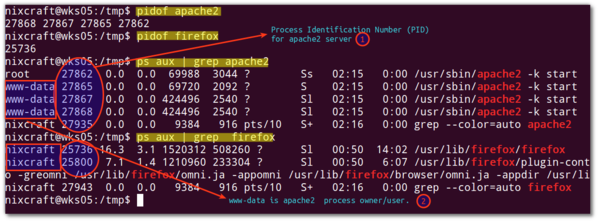 nixcraft@wks05:/tmp$ pidof apache2
27868 27867 27865 27862
nixcraft@wks05:/tmp$ pidof firefox
25736
Process Identification Number (PID)
for apache2 server 1
nixcraft@wks05:/tmp$ ps aux | grep apache2
root 27862 0.0 0.0 69988 3044 ? Ss 02:15 0:00 /usr/sbin/apache2 -k start
www-data 27865 0.0 0.0 69720 2092 ? S 02:15 0:00 /usr/sbin/apache2 -k start
www-data 27867 0.0 0.0 424496 2540 ? Sl 02:15 0:00 /usr/sbin/apache2 -k start
www-data 27868 0.0 0.0 424496 2540 ? Sl 02:15 0:00 /usr/sbin/apache2 -k start
nixcraft 27935 0.0 0.0 9384 916 pts/10 S+ 02:16 0:00 grep --color=auto apache2
nixcraft@wks05:/tmp$ ps aux | grep firefox
nixcraft 25736 16.3 3.1 1552312 508260 ? Sl 00:50 14:02 /usr/lib/firefox/firefox
nixcraft 25800 7.1 1.4 1210960 233304 ? Sl 00:50 6:07 /usr/lib/firefox/plugin-cont
o -greomni /usr/lib/firefox/omni.ja -appomni /usr/lib/firefox/browser/omni.ja -appdir /usr/li
nixcraft 27943 0.0 0.0 9384 916 pts/10 S+ 02:16 0:00 grep --color=auto firefox
nixcraft@wks05:/tmp$
www-data is apache2 process owner/user. 2